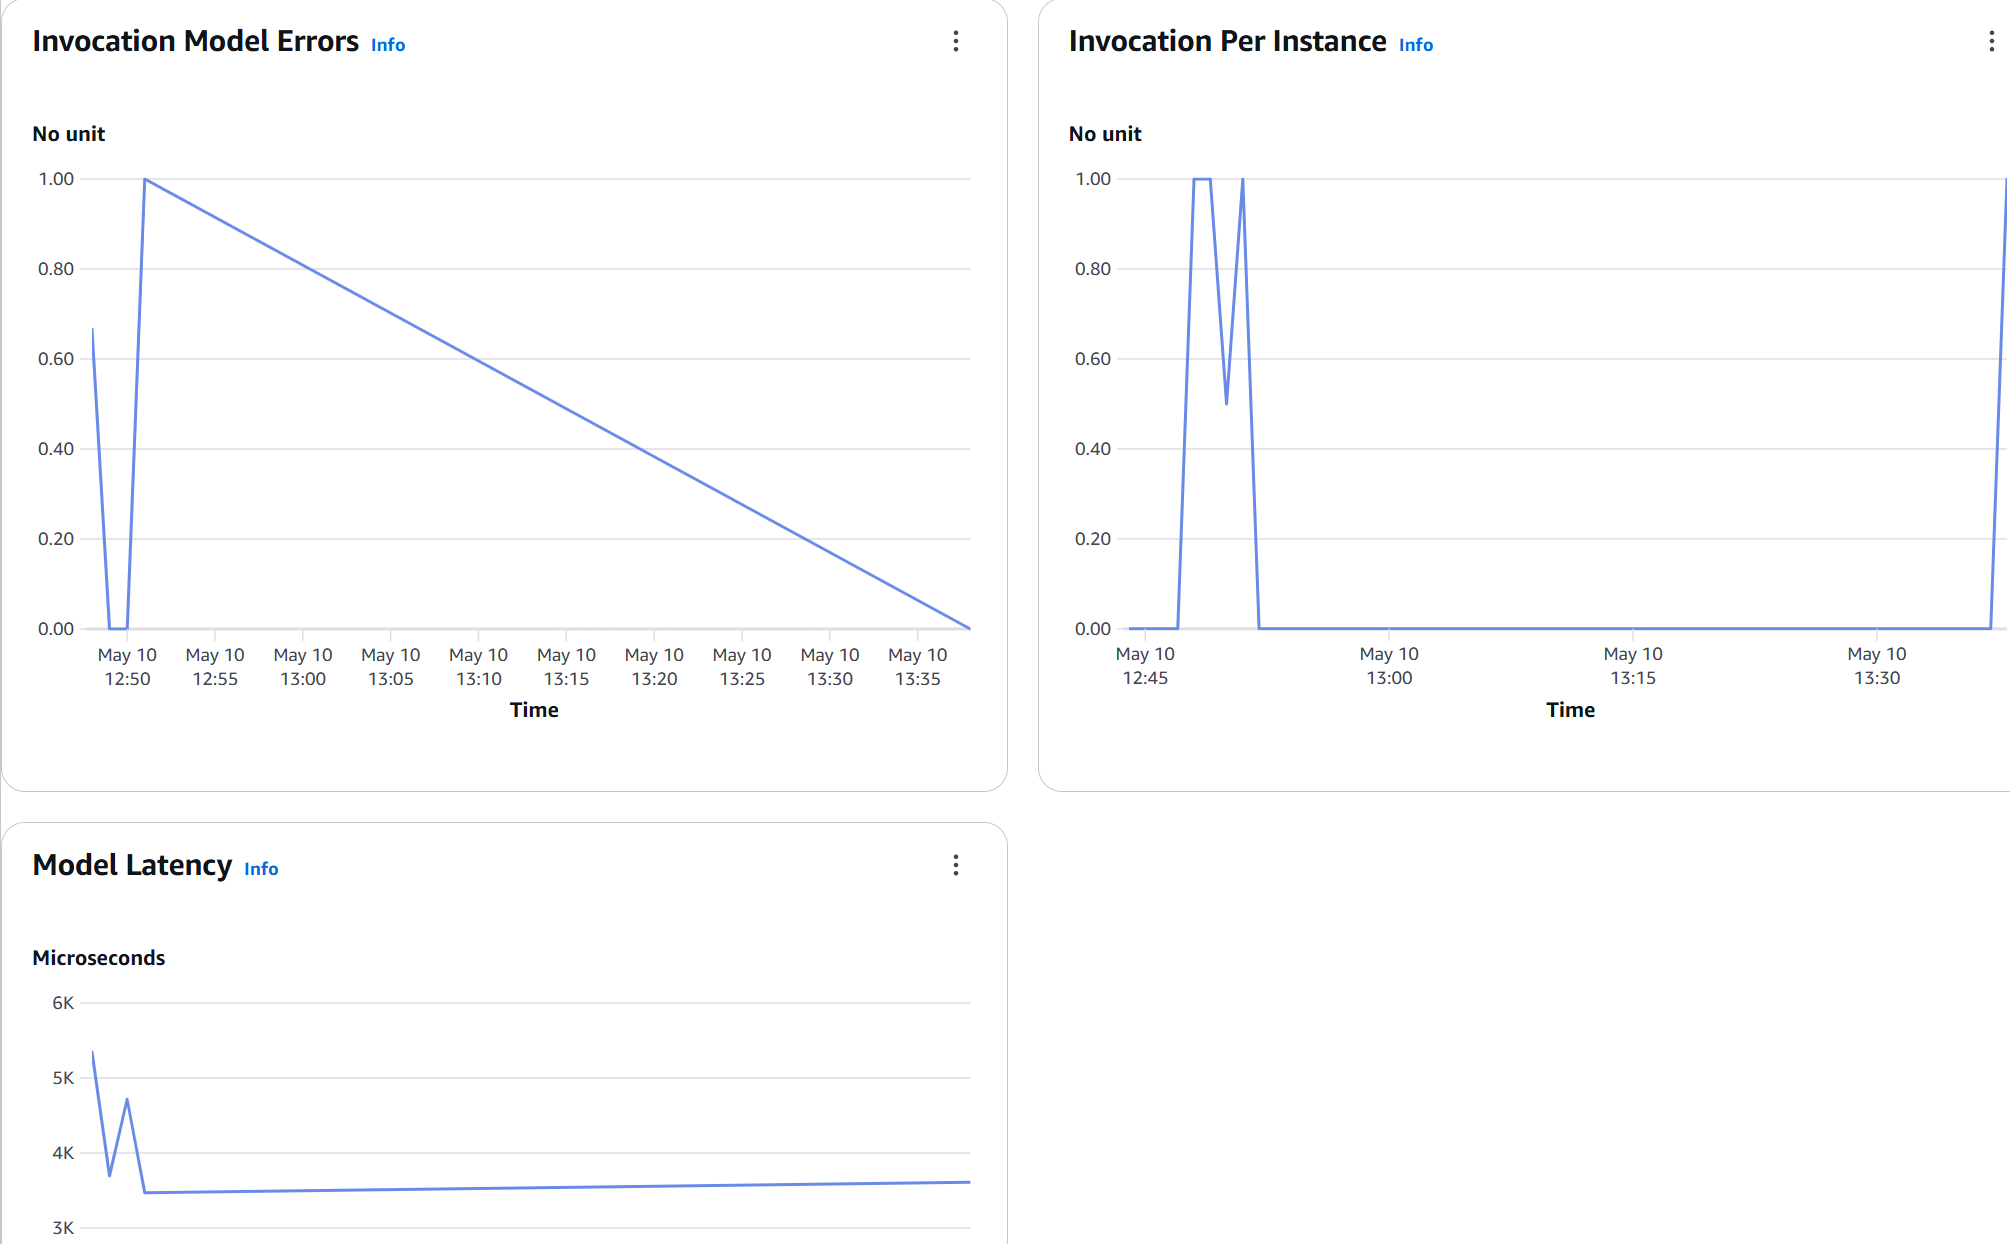 Invocation Model Errors Info
No unit
1.00
0.80
0.60
0.40
0.20
0.00
May 10 May 10 May 10 May 10 May 10 May 10 May 10 May 10 May 10 May 10
12:50 12:55 13:00 13:05 13:10 13:15 13:20 13:25 13:30 13:35
Time
Invocation Per Instance Info
No unit
1.00
0.80
0.60
0.40
0.20
0.00
May 10 May 10 May 10 May 10
12:45 13:00 13:15 13:30
Time
Model Latency Info
Microseconds
6K
5K
4K
3K